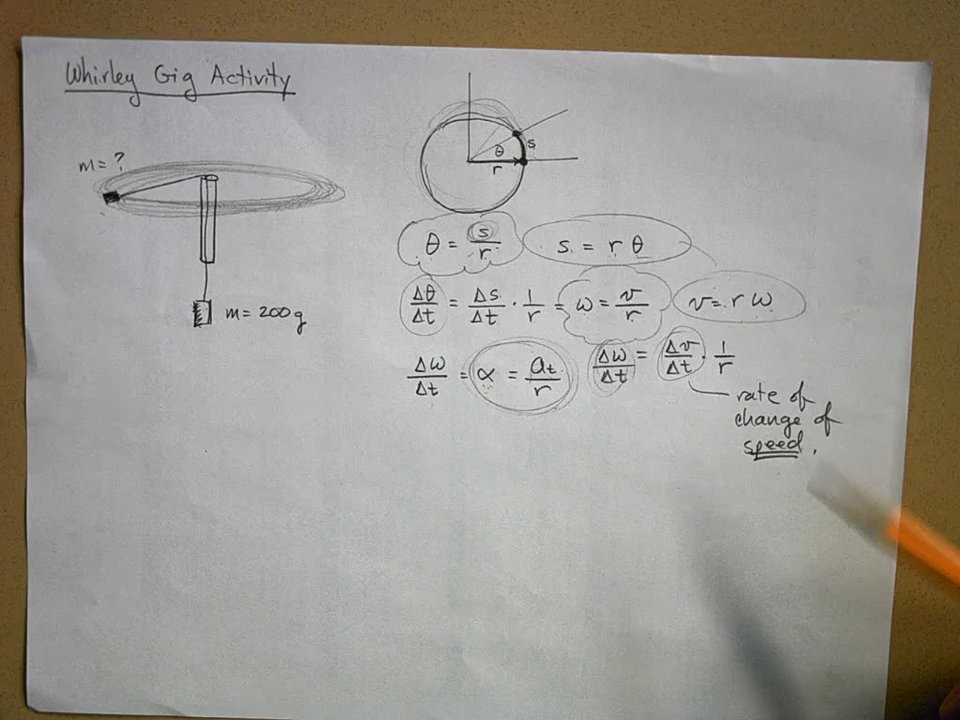 Whirley Gig Activity
m = ?
m = 200 g
θ
s
r
θ = s/r
s = r θ
Δθ/Δt = Δs/Δt · 1/r = ω = v/r
v = r ω
Δω/Δt = α = at/r
Δω/Δt = Δv/Δt · 1/r
rate of
change of
speed.